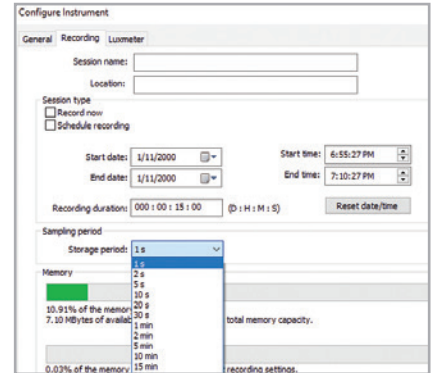 Configure Instrument
General Recording Luxmeter
Session name:
Location:
Session type
Record now
Schedule recording
Start date: 1/11/2000 Start time: 6:55:27 PM
End date: 1/11/2000 End time: 7:10:27 PM
Recording duration: 000 : 00 : 15 : 00 (D : H : M : S) Reset date/time
Sampling period
Storage period: 1 s
1 s
2 s
Memory 5 s
10 s
10.91% of the memory 20 s
7.10 MBytes of availab 30 s total memory capacity.
1 min
2 min
5 min
10 min
0.03% of the memory 15 min recording settings.